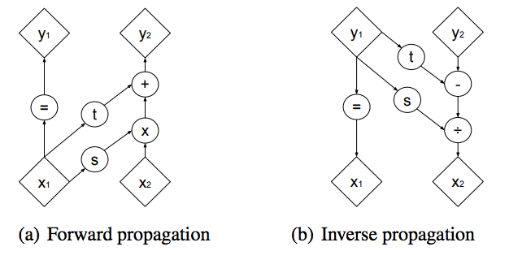 y1 y2 y1 y2
t
+ -
= t = s
x ÷
s
x1 x2 x1 x2
(a) Forward propagation (b) Inverse propagation